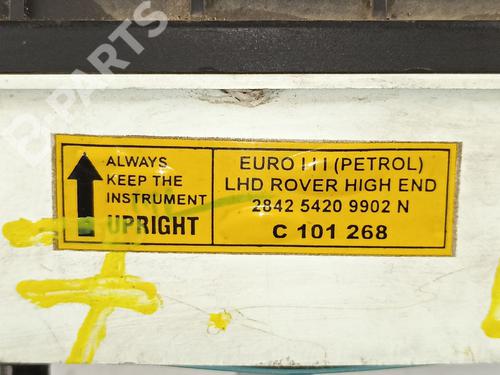 B-PARTS
ALWAYS
KEEP THE
INSTRUMENT
UPRIGHT
EURO III (PETROL)
LHD ROVER HIGH END
2842 5420 9902 N
C 101 268